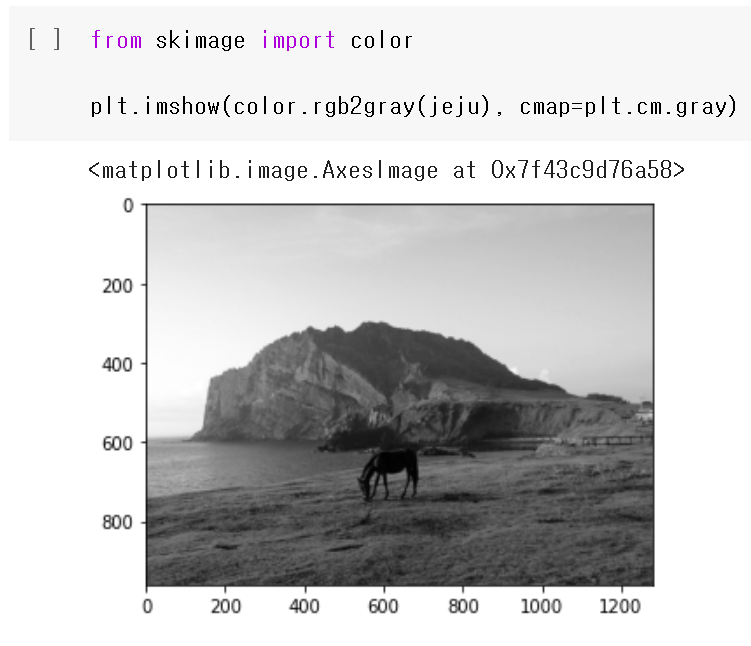 [ ] from skimage import color
plt.imshow(color.rgb2gray(jeju), cmap=plt.cm.gray)
<matplotlib.image.AxesImage at 0x7f43c9d76a58>
0
200
400
600
800
0 200 400 600 800 1000 1200